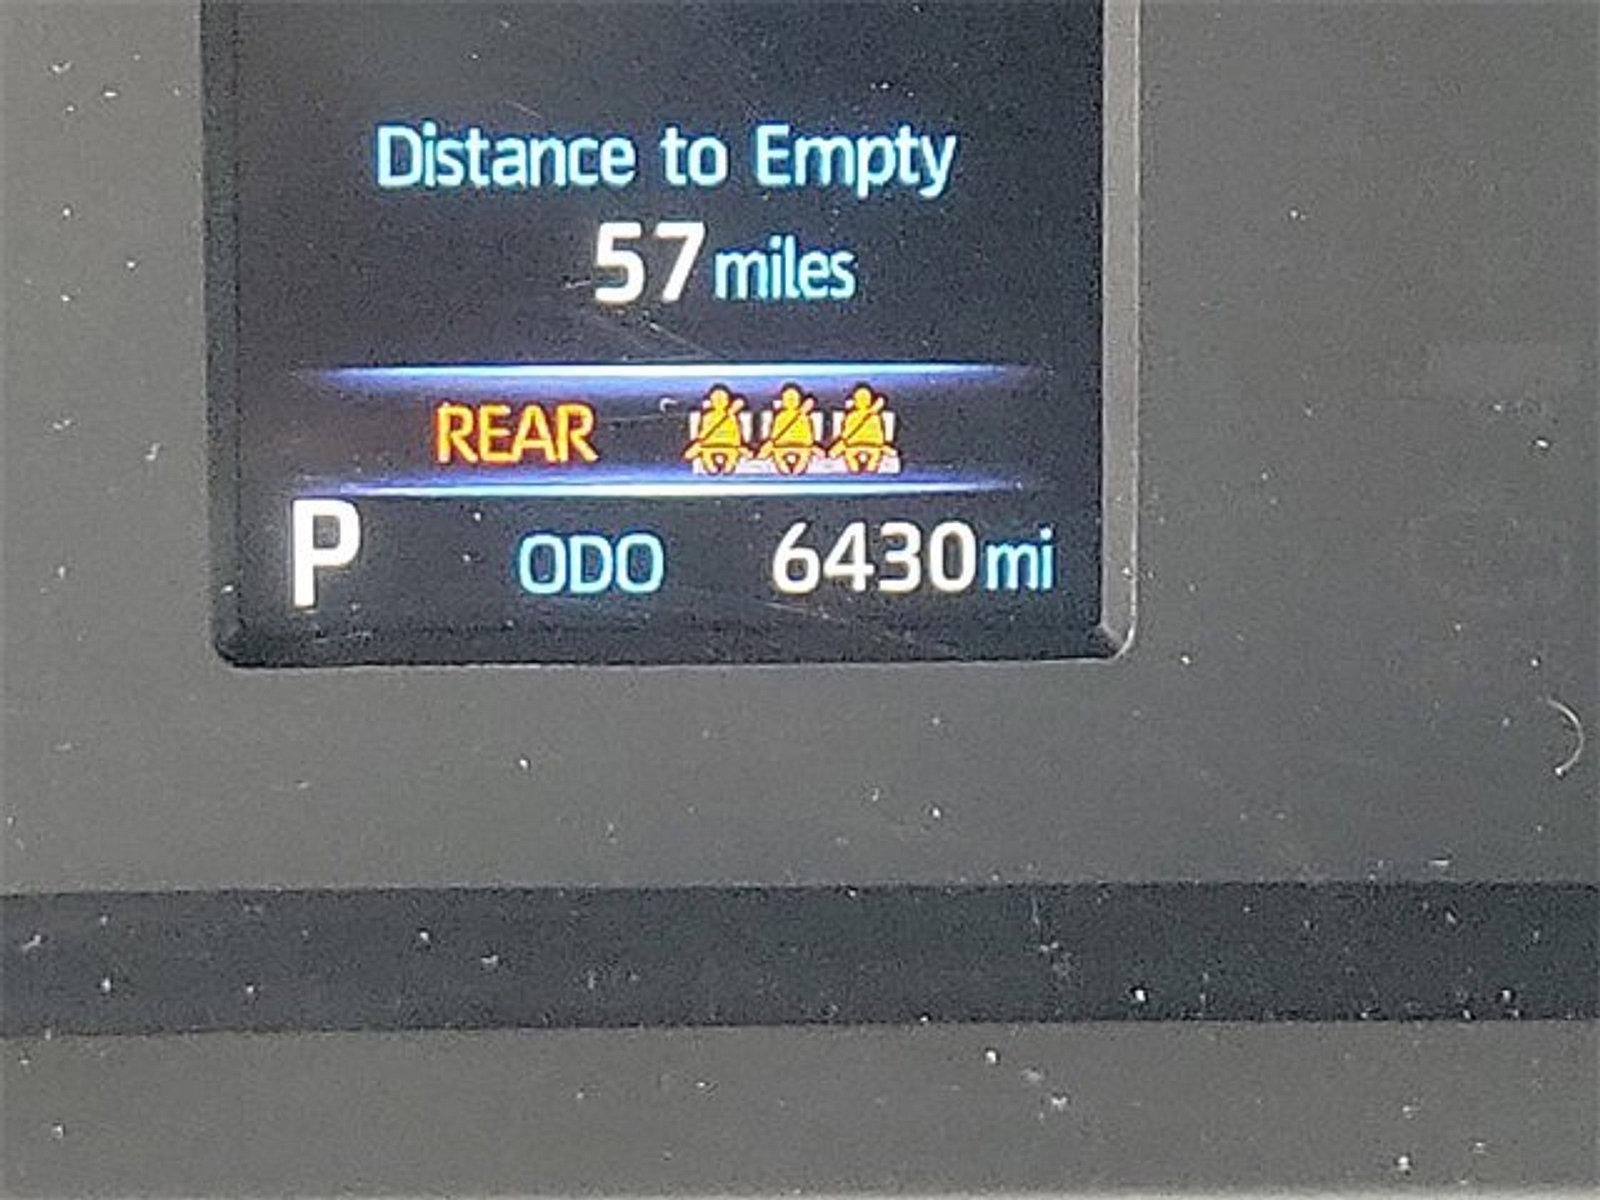 Distance to Empty
57 miles
REAR
P ODO 6430 mi